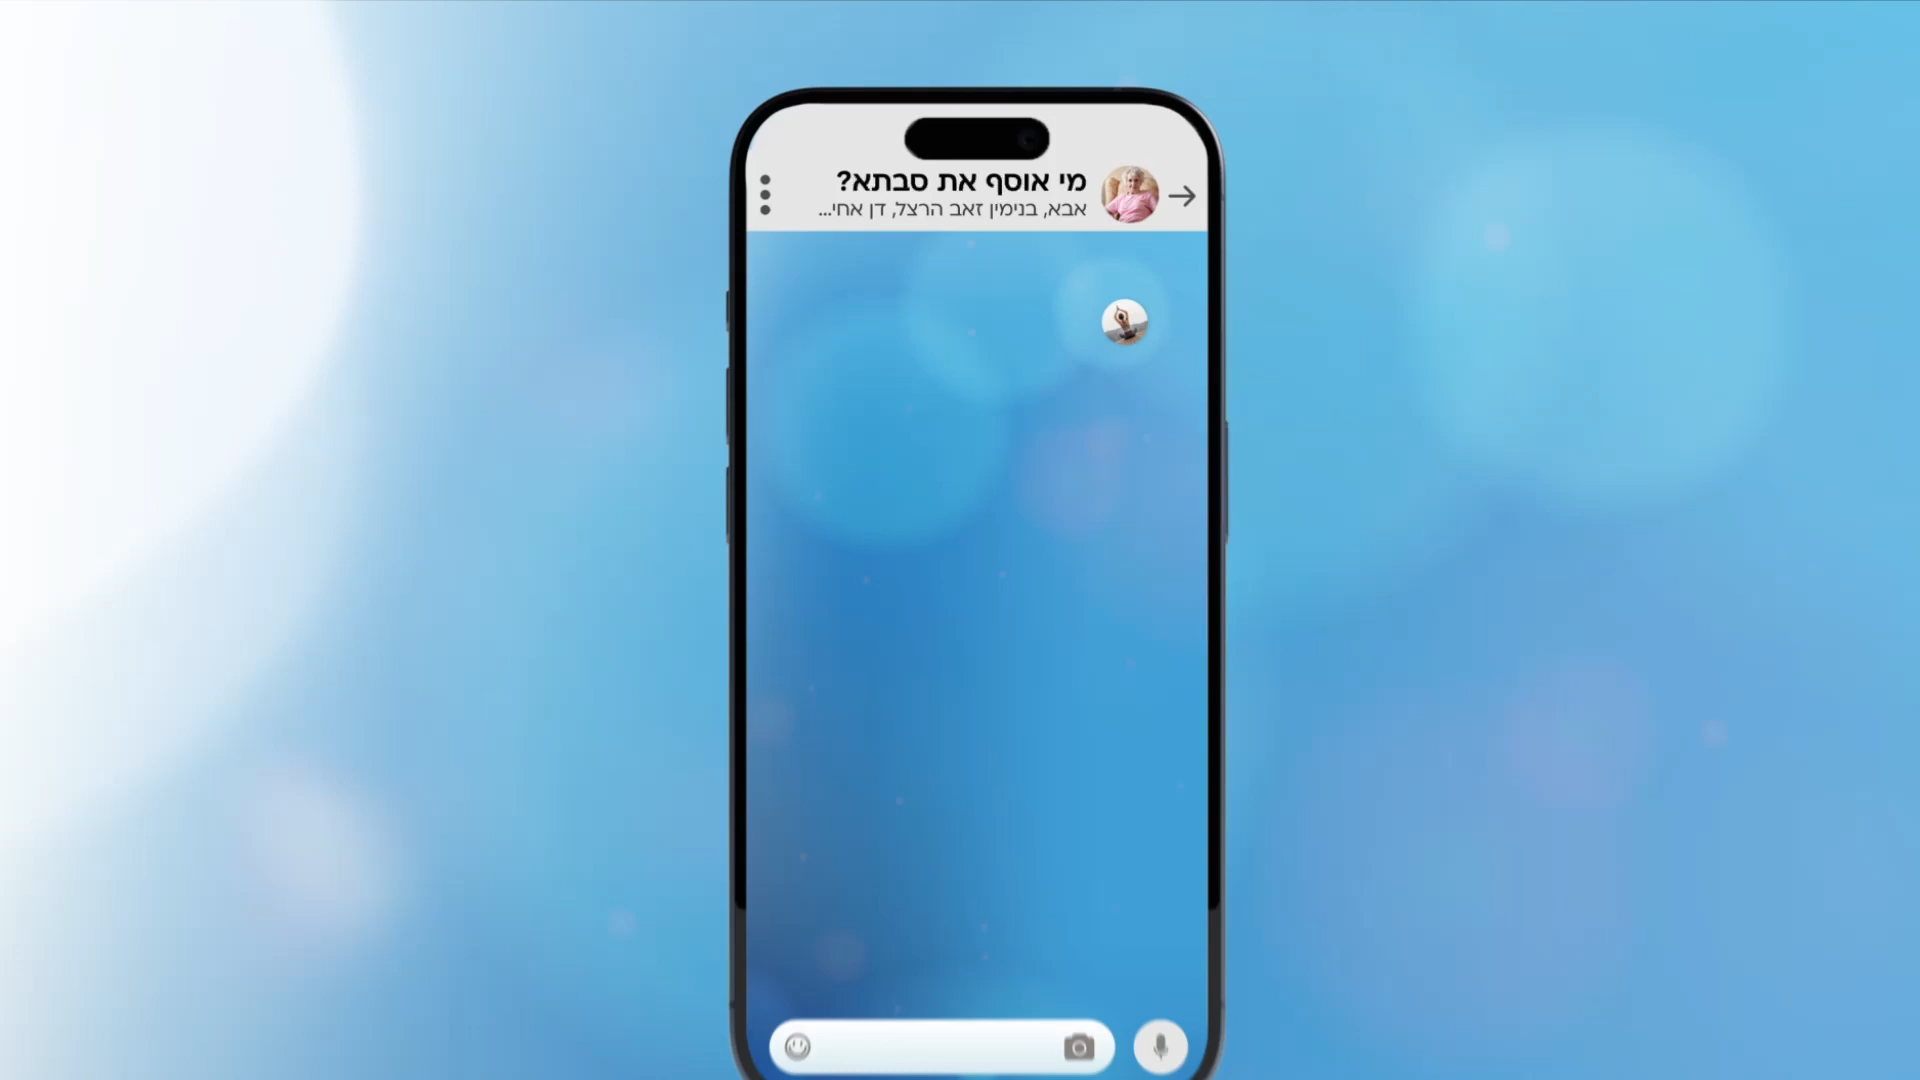 מי אוסף את סבתא?
אבא, בנימין זאב הרצל, דן אחי...